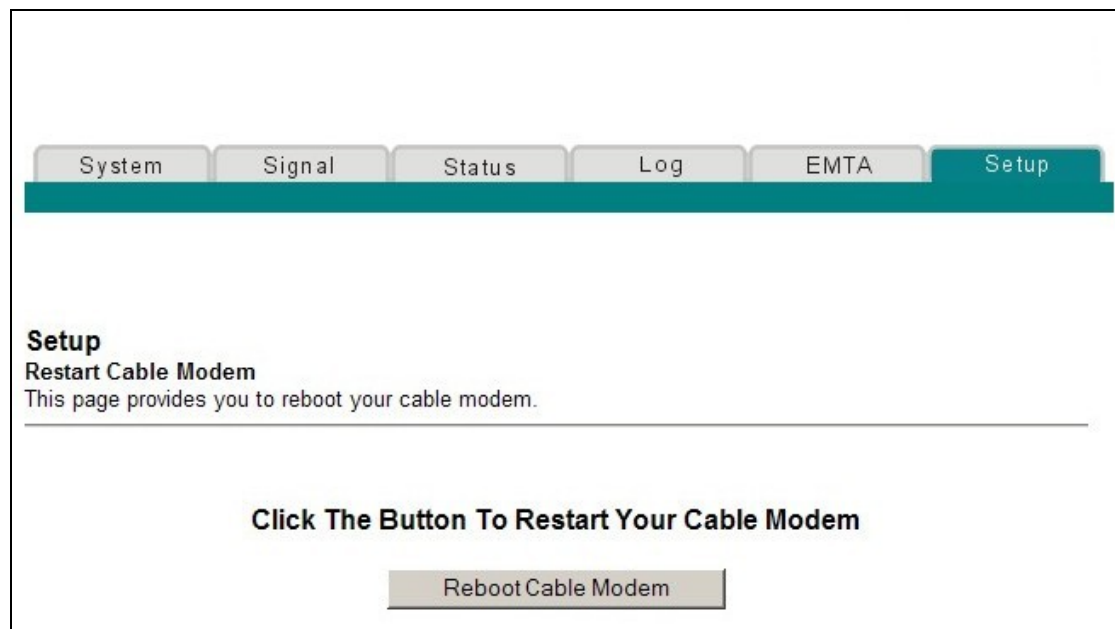 System Signal Status Log EMTA Setup
Setup
Restart Cable Modem
This page provides you to reboot your cable modem.
Click The Button To Restart Your Cable Modem
Reboot Cable Modem